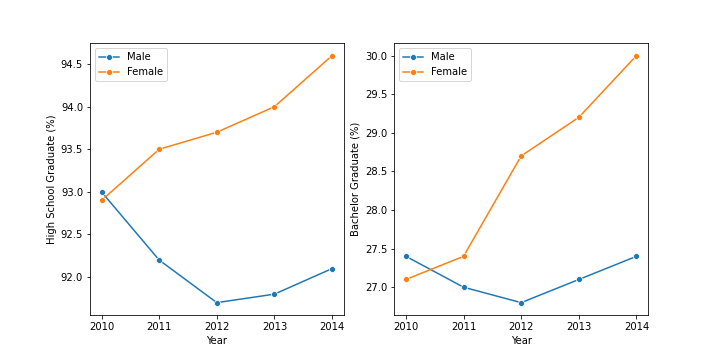 High School Graduate (%)
94.5
94.0
93.5
93.0
92.5
92.0
Male
Female
2010 2011 2012 2013 2014
Year
Bachelor Graduate (%)
30.0
29.5
29.0
28.5
28.0
27.5
27.0
Male
Female
2010 2011 2012 2013 2014
Year